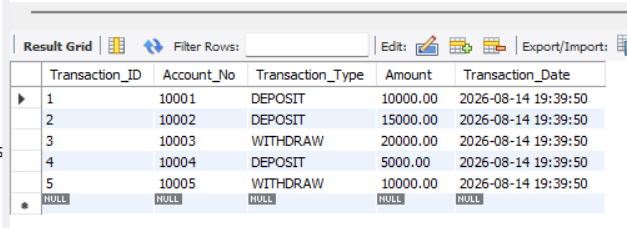 Result Grid Filter Rows: Edit: Export/Import:
Transaction_ID Account_No Transaction_Type Amount Transaction_Date
1 10001 DEPOSIT 10000.00 2026-08-14 19:39:50
2 10002 DEPOSIT 15000.00 2026-08-14 19:39:50
3 10003 WITHDRAW 20000.00 2026-08-14 19:39:50
4 10004 DEPOSIT 5000.00 2026-08-14 19:39:50
5 10005 WITHDRAW 10000.00 2026-08-14 19:39:50
NULL NULL NULL NULL NULL